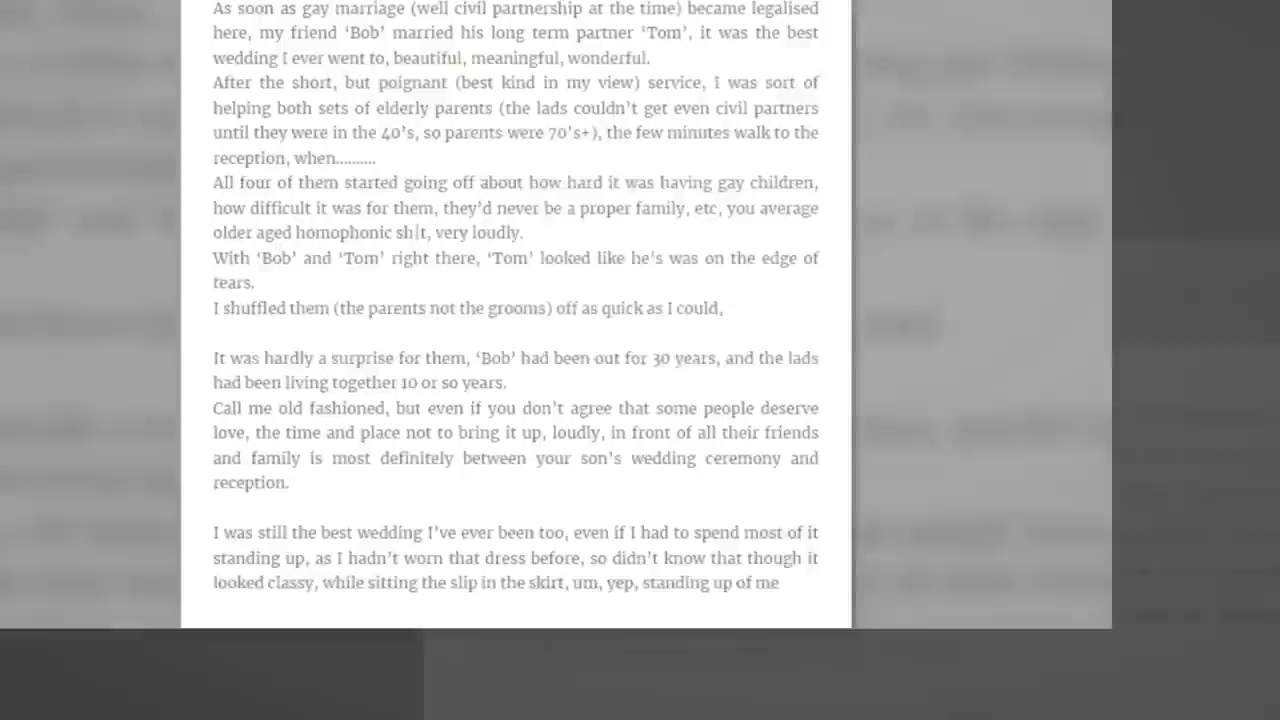 As soon as gay marriage (well civil partnership at the time) became legalised
here, my friend ‘Bob’ married his long term partner ‘Tom’, it was the best
wedding I ever went to, beautiful, meaningful, wonderful.
After the short, but poignant (best kind in my view) service, I was sort of
helping both sets of elderly parents (the lads couldn’t get even civil partners
until they were in the 40’s, so parents were 70’s+), the few minutes walk to the
reception, when..........
All four of them started going off about how hard it was having gay children,
how difficult it was for them, they’d never be a proper family, etc, you average
older aged homophonic sh|t, very loudly.
With ‘Bob’ and ‘Tom’ right there, ‘Tom’ looked like he’s was on the edge of
tears.
I shuffled them (the parents not the grooms) off as quick as I could,
It was hardly a surprise for them, ‘Bob’ had been out for 30 years, and the lads
had been living together 10 or so years.
Call me old fashioned, but even if you don’t agree that some people deserve
love, the time and place not to bring it up, loudly, in front of all their friends
and family is most definitely between your son’s wedding ceremony and
reception.
I was still the best wedding I’ve ever been too, even if I had to spend most of it
standing up, as I hadn’t worn that dress before, so didn’t know that though it
looked classy, while sitting the slip in the skirt, um, yep, standing up of me